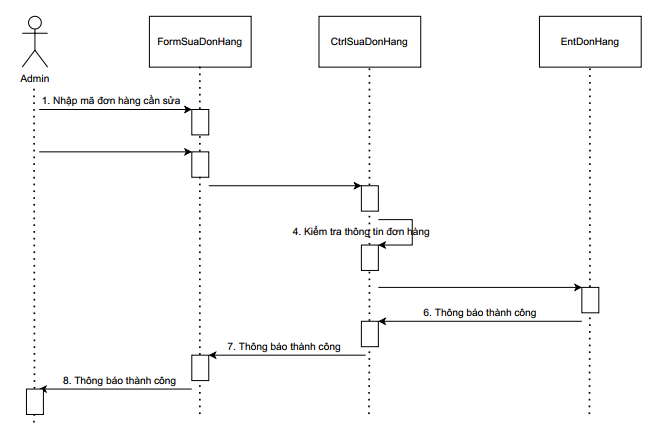 FormSuaDonHang
CtrlSuaDonHang
EntDonHang
Admin
1. Nhập mã đơn hàng cần sửa
4. Kiểm tra thông tin đơn hàng
6. Thông báo thành công
7. Thông báo thành công
8. Thông báo thành công